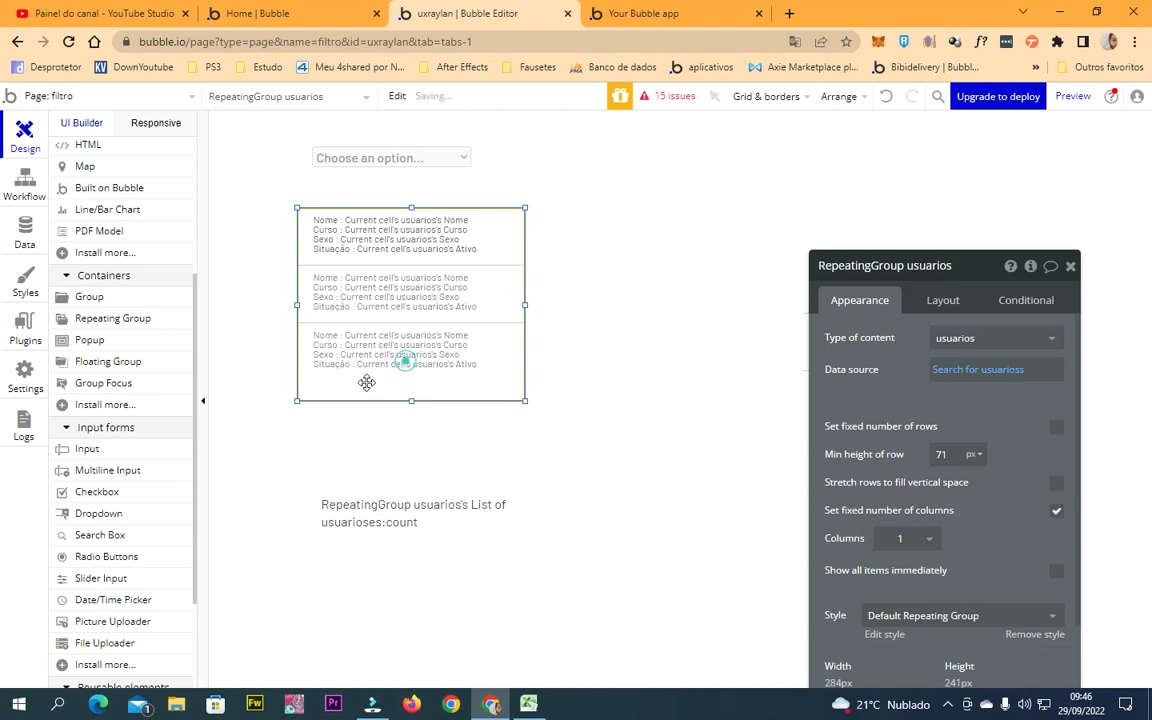 Painel do canal - YouTube Studio
Home | Bubble
uxraylan | Bubble Editor
Your Bubble app
bubble.io/page?type=page&name=filtro&id=uxraylan&tab=tabs-1
Desprotetor
DownYoutube
PS3
Estudo
Meu 4shared por N...
After Effects
Fausetes
Banco de dados
aplicativos
Axie Marketplace pl...
Bibidelivery | Bubbl...
Outros favoritos
Page: filtro
RepeatingGroup usuarios
Edit
Saving...
15 issues
Grid & borders
Arrange
Upgrade to deploy
Preview
Design
Workflow
Data
Styles
Plugins
Settings
Logs
UI Builder
Responsive
HTML
Map
Built on Bubble
Line/Bar Chart
PDF Model
Install more...
Containers
Group
Repeating Group
Popup
Floating Group
Group Focus
Install more...
Input forms
Input
Multiline Input
Checkbox
Dropdown
Search Box
Radio Buttons
Slider Input
Date/Time Picker
Picture Uploader
File Uploader
Install more...
Reusable elements
Choose an option...
Nome : Current cell's usuarios's Nome
Curso : Current cell's usuarios's Curso
Sexo : Current cell's usuarios's Sexo
Situação : Current cell's usuarios's Ativo
Nome : Current cell's usuarios's Nome
Curso : Current cell's usuarios's Curso
Sexo : Current cell's usuarios's Sexo
Situação : Current cell's usuarios's Ativo
Nome : Current cell's usuarios's Nome
Curso : Current cell's usuarios's Curso
Sexo : Current cell's usuarios's Sexo
Situação : Current cell's usuarios's Ativo
RepeatingGroup usuarios's List of
usuarioses:count
RepeatingGroup usuarios
Appearance
Layout
Conditional
Type of content
usuarios
Data source
Search for usuarioss
Set fixed number of rows
Min height of row
71
px
Stretch rows to fill vertical space
Set fixed number of columns
Columns
1
Show all items immediately
Style
Default Repeating Group
Edit style
Remove style
Width
Height
284px
241px
21°C Nublado
09:46
29/09/2022